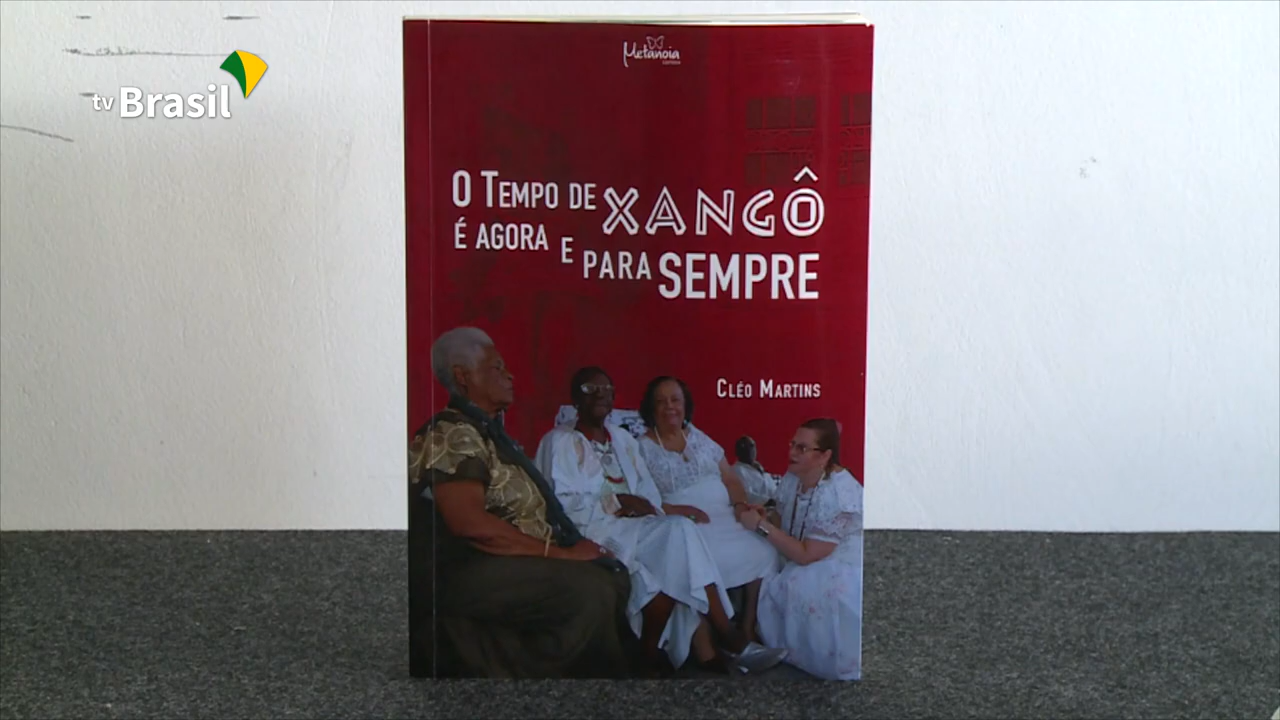 tv Brasil
Metanoia
O TEMPO DE XANGÔ
É AGORA E PARA SEMPRE
CLÉO MARTINS